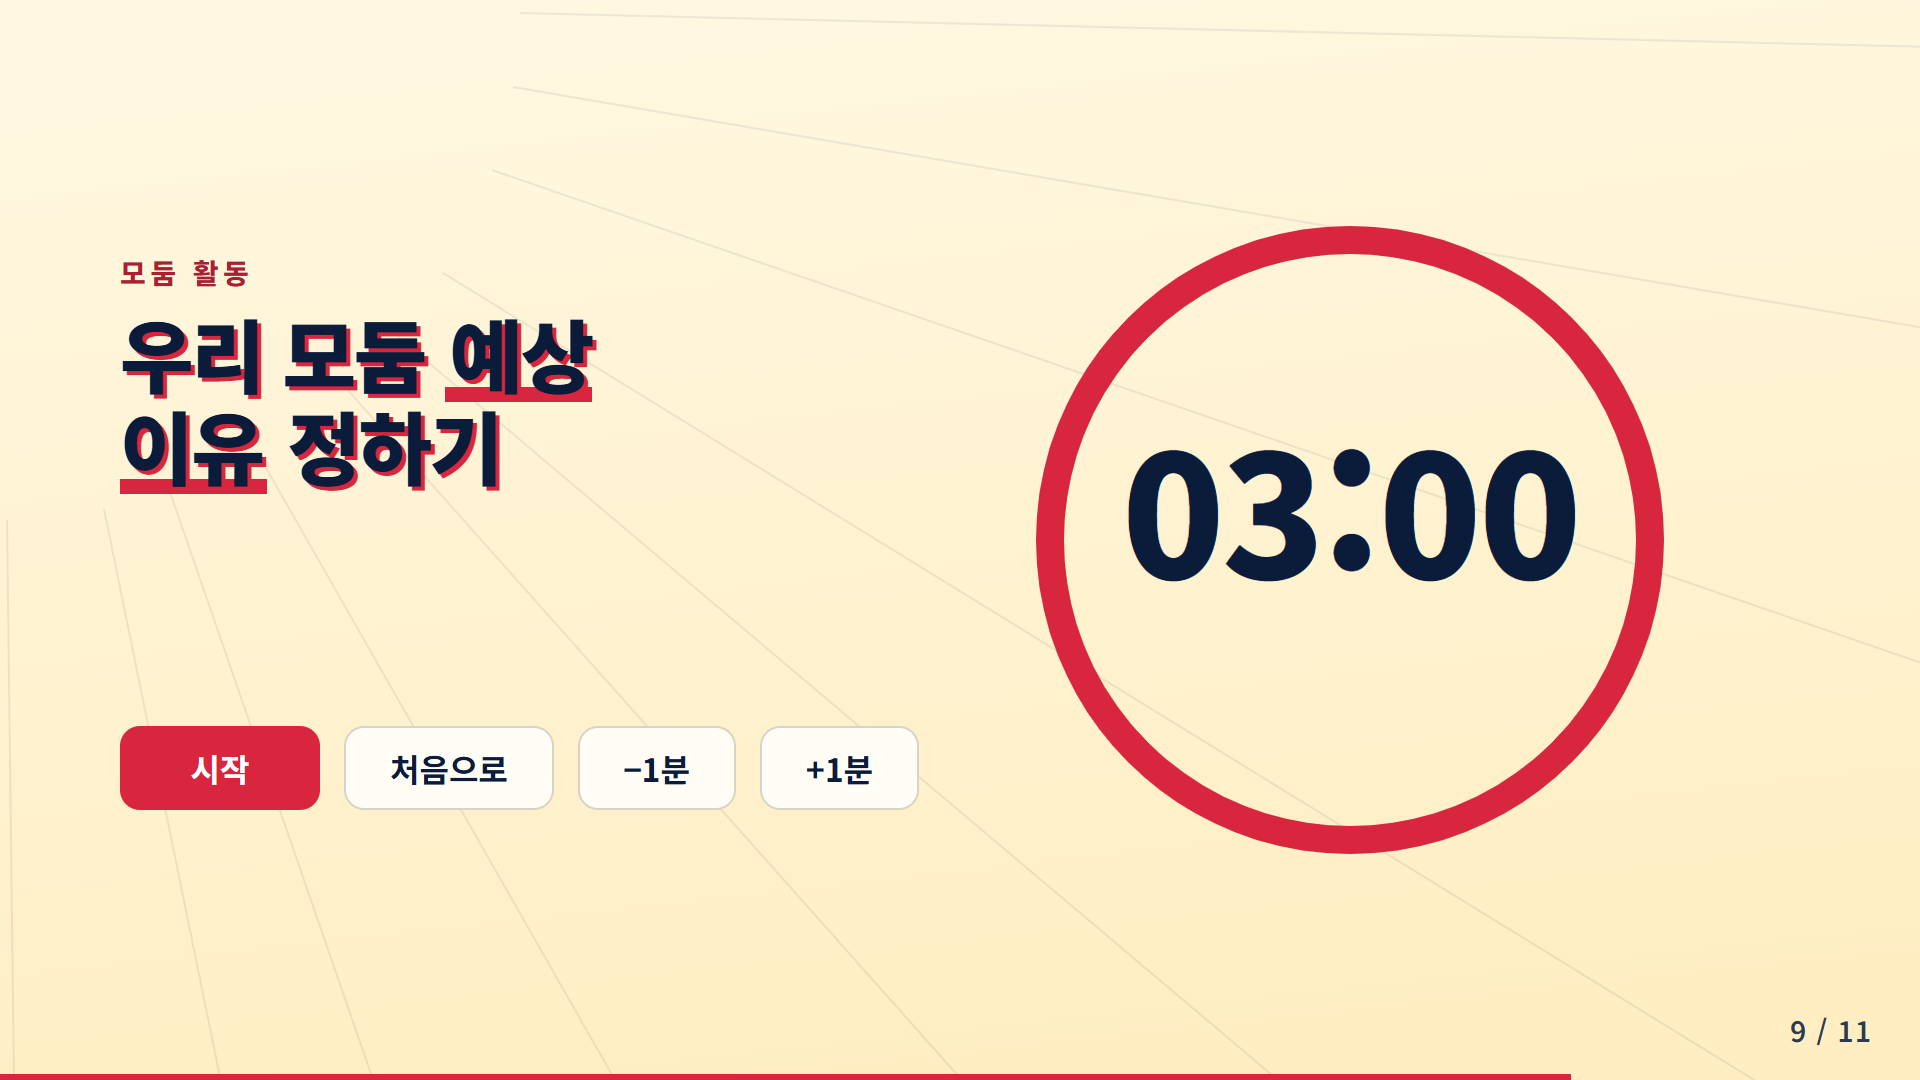 모둠 활동
우리 모둠 예상
이유 정하기
03:00
시작
처음으로
−1분
+1분
9 / 11